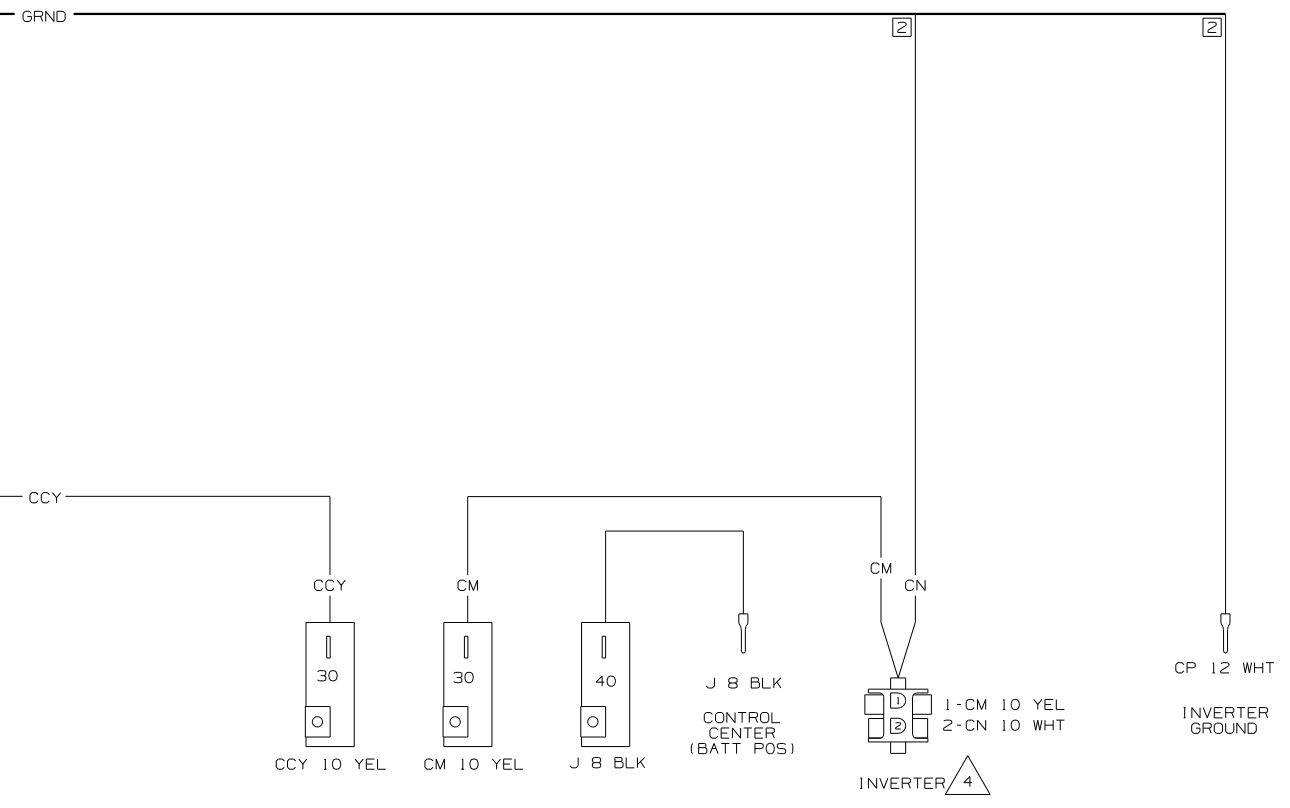 GRND
2
2
CCY
CCY
CM
CM
CN
30
30
40
J 8 BLK
CONTROL
CENTER
(BATT POS)
1
2
1-CM 10 YEL
2-CN 10 WHT
CP 12 WHT
INVERTER
GROUND
CCY 10 YEL
CM 10 YEL
J 8 BLK
INVERTER 4